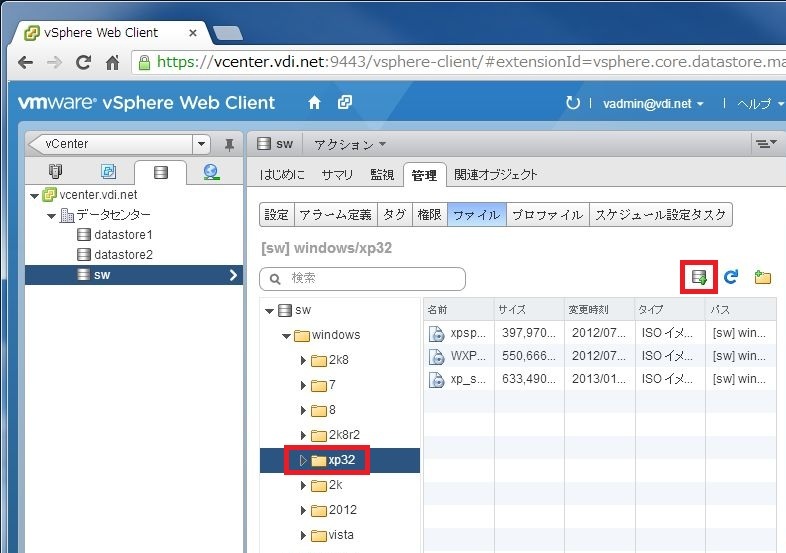 vSphere Web Client
https://vcenter.vdi.net:9443/vsphere-client/#extensionId=vsphere.core.datastore.ma
vmware® vSphere Web Client
vadmin@vdi.net
ヘルプ
vCenter
sw アクション
はじめに サマリ 監視 管理 関連オブジェクト
vcenter.vdi.net
データセンター
datastore1
datastore2
sw
設定 アラーム定義 タグ 権限 ファイル プロファイル スケジュール設定タスク
[sw] windows/xp32
検索
sw
windows
2k8
7
8
2k8r2
xp32
2k
2012
vista
名前 サイズ 変更時刻 タイプ パス
xpsp... 397,970... 2012/07... ISO イメ... [sw] win...
WXP... 550,666... 2012/07... ISO イメ... [sw] win...
xp_s... 633,490... 2013/01... ISO イメ... [sw] win...